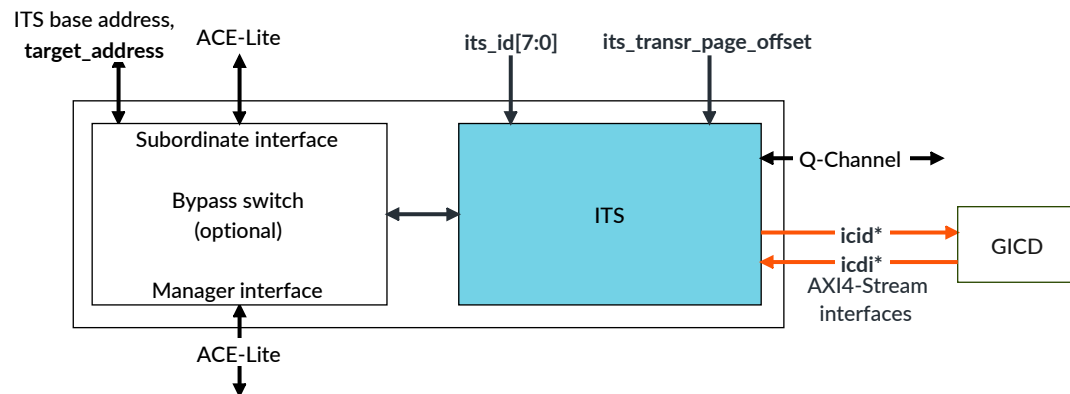 ITS base address,
target_address
ACE-Lite
its_id[7:0]
its_transr_page_offset
Subordinate interface
Bypass switch
(optional)
Manager interface
ITS
Q-Channel
icid*
icdi*
AXI4-Stream
interfaces
GICD
ACE-Lite